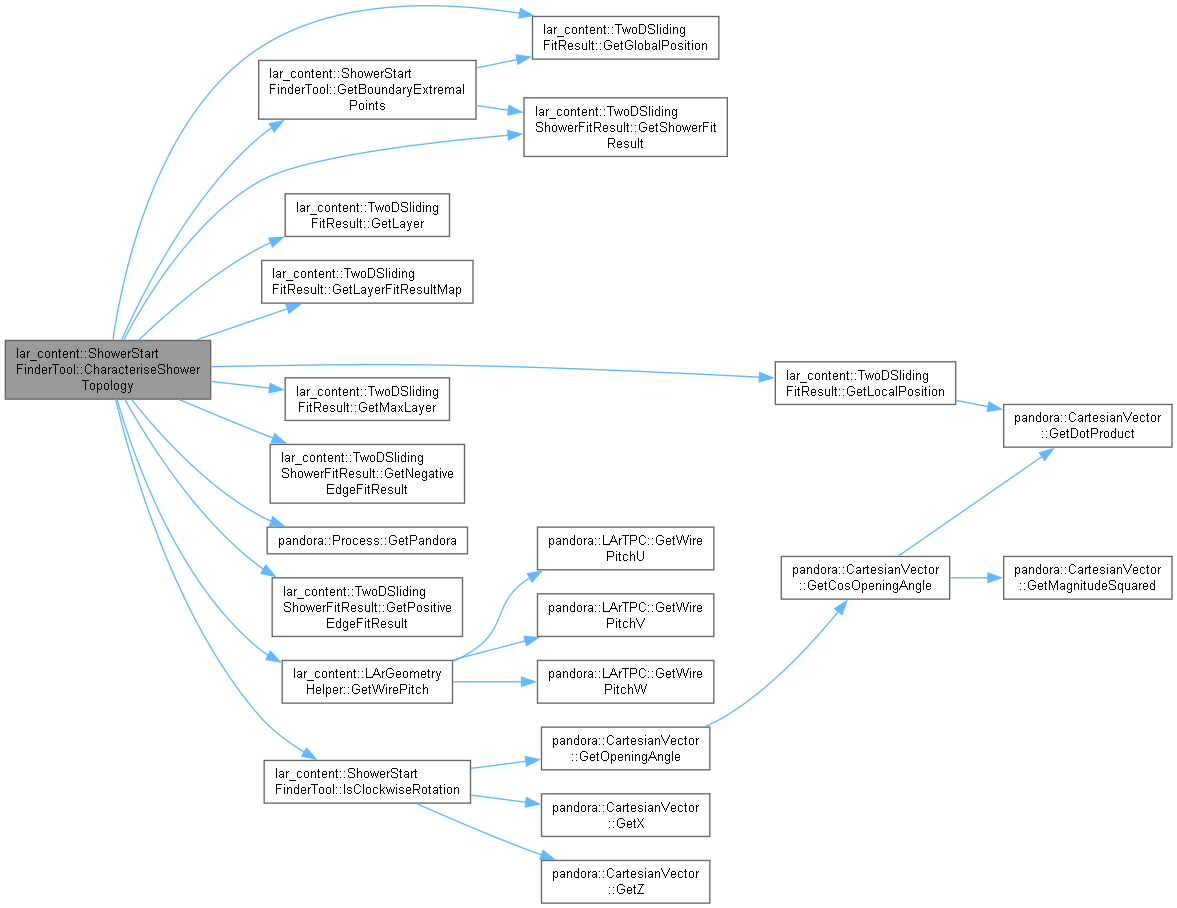 lar_content::ShowerStart
FinderTool::CharacteriseShower
Topology
lar_content::TwoDSliding
FitResult::GetGlobalPosition
lar_content::ShowerStart
FinderTool::GetBoundaryExtremal
Points
lar_content::TwoDSliding
ShowerFitResult::GetShowerFit
Result
lar_content::TwoDSliding
FitResult::GetLayer
lar_content::TwoDSliding
FitResult::GetLayerFitResultMap
lar_content::TwoDSliding
FitResult::GetLocalPosition
pandora::CartesianVector
::GetDotProduct
lar_content::TwoDSliding
FitResult::GetMaxLayer
lar_content::TwoDSliding
ShowerFitResult::GetNegative
EdgeFitResult
pandora::Process::GetPandora
lar_content::TwoDSliding
ShowerFitResult::GetPositive
EdgeFitResult
lar_content::LArGeometry
Helper::GetWirePitch
pandora::LArTPC::GetWire
PitchU
pandora::LArTPC::GetWire
PitchV
pandora::LArTPC::GetWire
PitchW
lar_content::ShowerStart
FinderTool::IsClockwiseRotation
pandora::CartesianVector
::GetOpeningAngle
pandora::CartesianVector
::GetCosOpeningAngle
pandora::CartesianVector
::GetMagnitudeSquared
pandora::CartesianVector
::GetX
pandora::CartesianVector
::GetZ